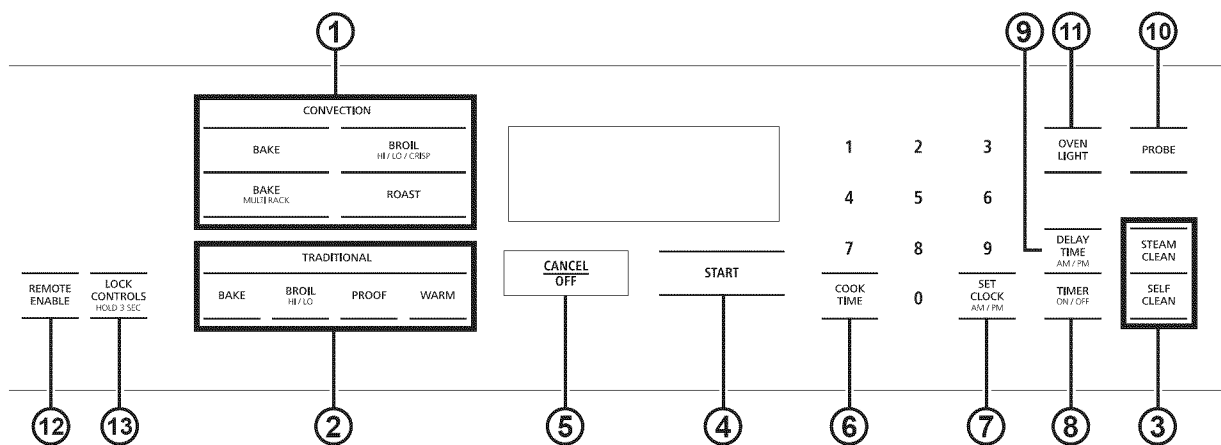 1
9
11
10
CONVECTION
BAKE
BROIL
HI / LO / CRISP
BAKE
MULTI RACK
ROAST
1 2 3
4 5 6
7 8 9
0
OVEN
LIGHT
PROBE
TRADITIONAL
BAKE
BROIL
HI / LO
PROOF
WARM
REMOTE
ENABLE
LOCK
CONTROLS
HOLD 3 SEC
CANCEL
OFF
START
COOK
TIME
SET
CLOCK
AM / PM
DELAY
TIME
AM / PM
TIMER
ON / OFF
STEAM
CLEAN
SELF
CLEAN
12
13
2
5
4
6
7
8
3